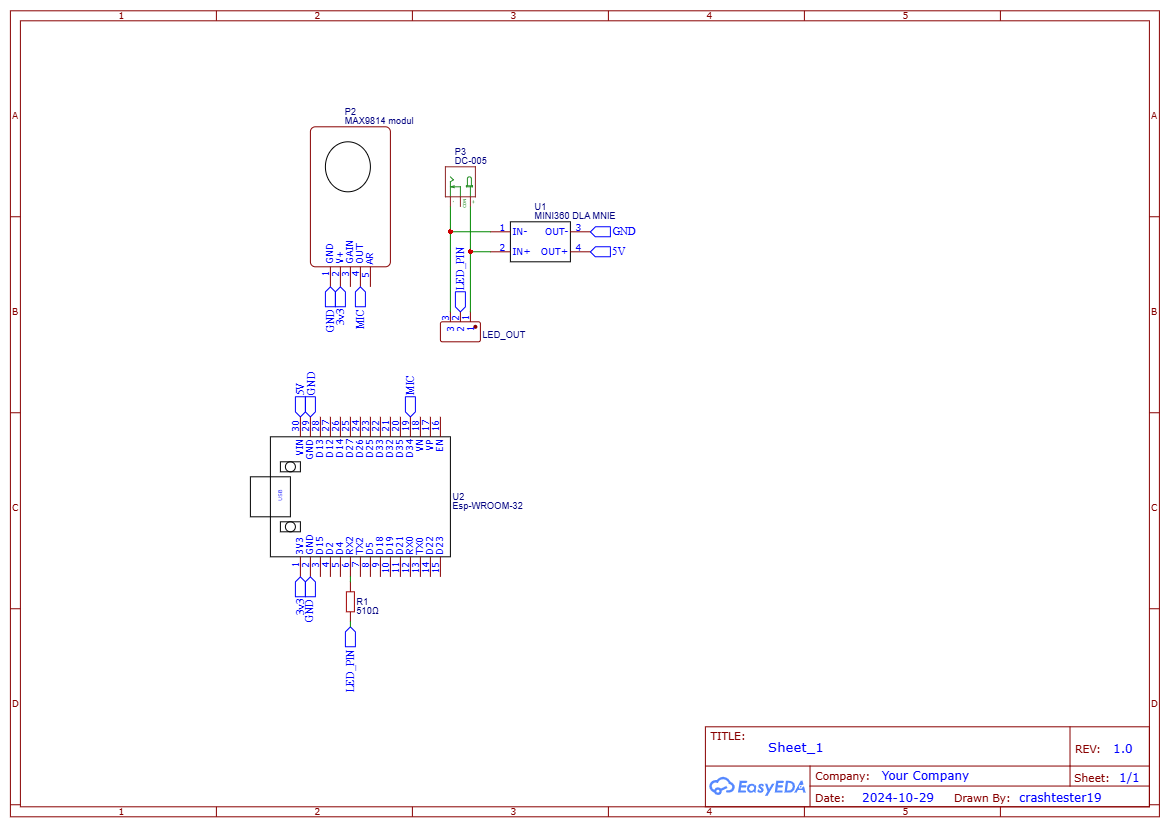 1 2 3 4 5
A A
B B
C C
D D
P2
MAX9814 modul
GND
V+
GAIN
OUT
AR
1
2
3
4
5
GND
3v3
MIC
P3
DC-005
U1
MINI360 DLA MNIE
1 IN- OUT- 3 GND
2 IN+ OUT+ 4 5V
LED_PIN
3 2 1
3 2 1
LED_OUT
5V
GND
MIC
30 29 28 27 26 25 24 23 22 21 20 19 18 17 16
VIN GND D13 D12 D14 D27 D26 D25 D33 D32 D35 D34 VN VP EN
USB
U2
Esp-WROOM-32
3V3 GND D15 D2 D4 RX2 TX2 D5 D18 D19 D21 RX0 TX0 D22 D23
1 2 3 4 5 6 7 8 9 10 11 12 13 14 15
3v3
GND
R1
510Ω
LED_PIN
TITLE:
Sheet_1
REV: 1.0
EasyEDA
Company: Your Company
Sheet: 1/1
Date: 2024-10-29 Drawn By: crashtester19
1 2 3 4 5